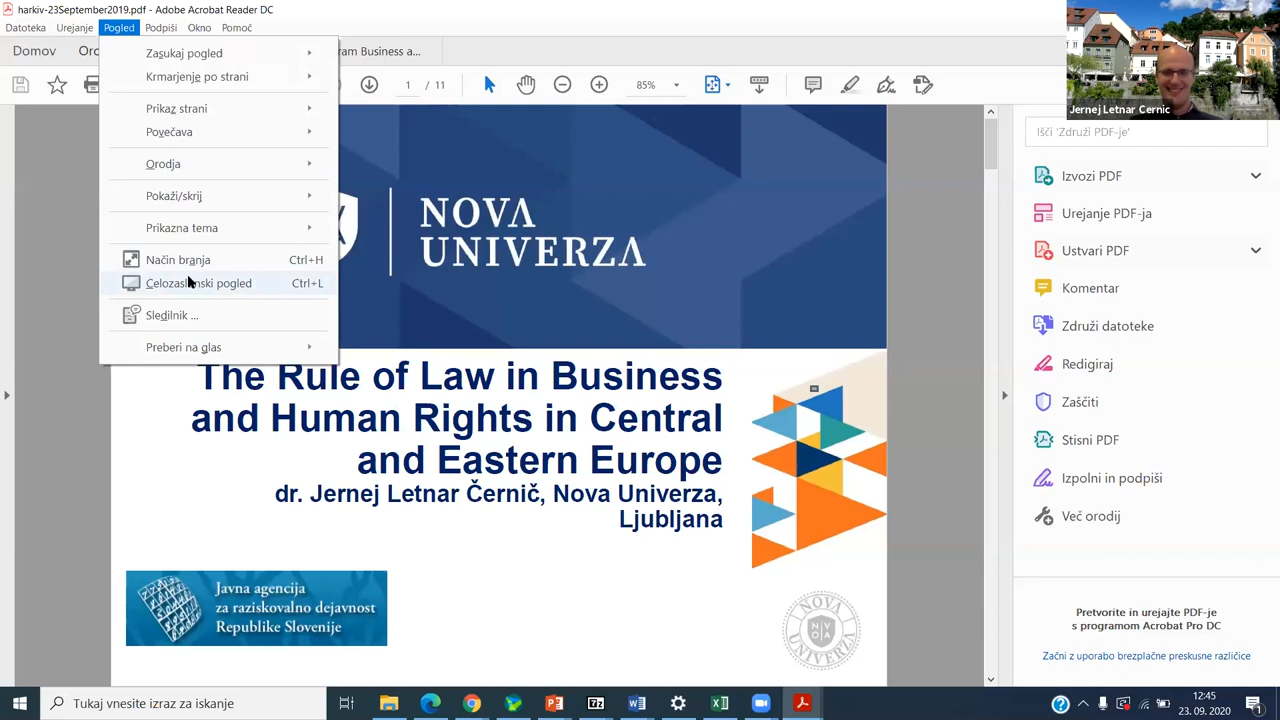 harkiv-23September2019.pdf - Adobe Acrobat Reader DC
Datoteka Urejanje Pogled Podpiši Okno Pomoč
Domov
ram Business a...
/ 11
85%
Zasukaj pogled
Krmarjenje po strani
Prikaz strani
Povečava
Orodja
Pokaži/skrij
Prikazna tema
Način branja Ctrl+H
Celozaslonski pogled Ctrl+L
Sledilnik ...
Preberi na glas
Jernej Letnar Cernic
NOVA
UNIVERZA
The Rule of Law in Business
and Human Rights in Central
and Eastern Europe
dr. Jernej Letnar Černič, Nova Univerza,
Ljubljana
Javna agencija
za raziskovalno dejavnost
Republike Slovenije
NOVA
UNIVERZA
Išči 'Združi PDF-je'
Izvozi PDF
Urejanje PDF-ja
Ustvari PDF
Komentar
Združi datoteke
Redigiraj
Zaščiti
Stisni PDF
Izpolni in podpiši
Več orodij
Pretvorite in urejajte PDF-je
s programom Acrobat Pro DC
Začni z uporabo brezplačne preskusne različice
Tukaj vnesite izraz za iskanje
12:45
23. 09. 2020